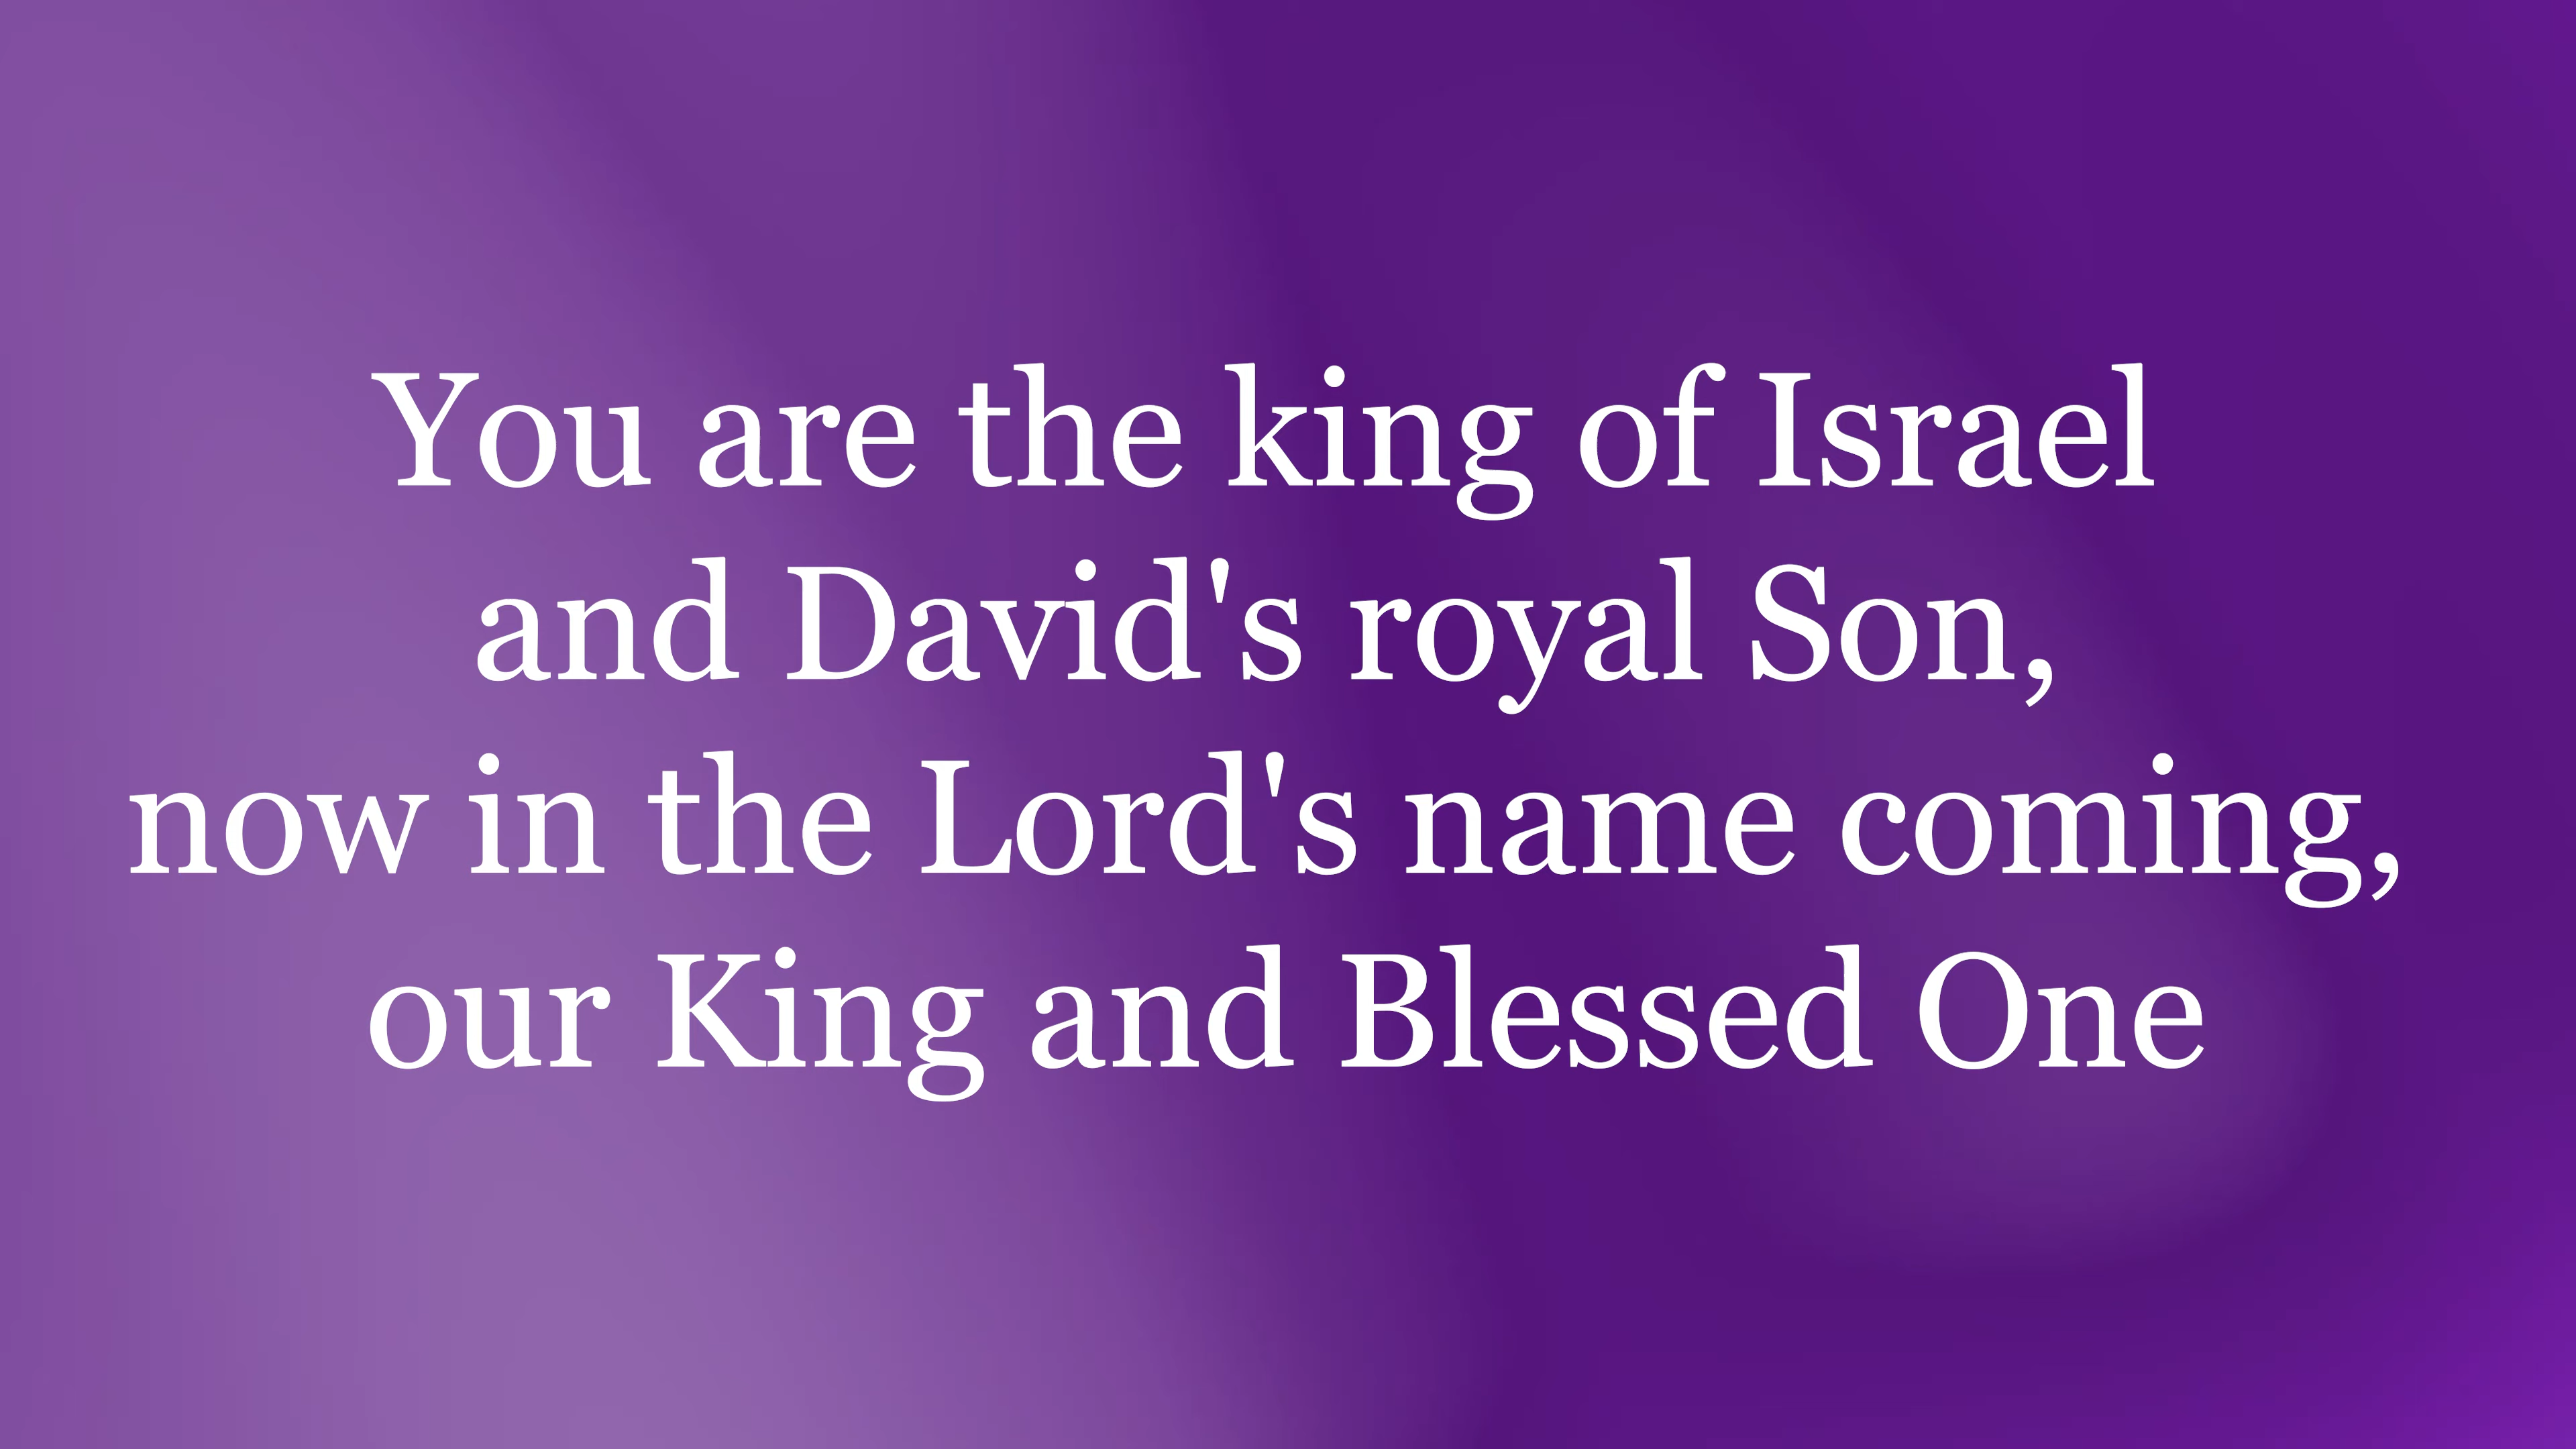 You are the king of Israel
and David's royal Son,
now in the Lord's name coming,
our King and Blessed One